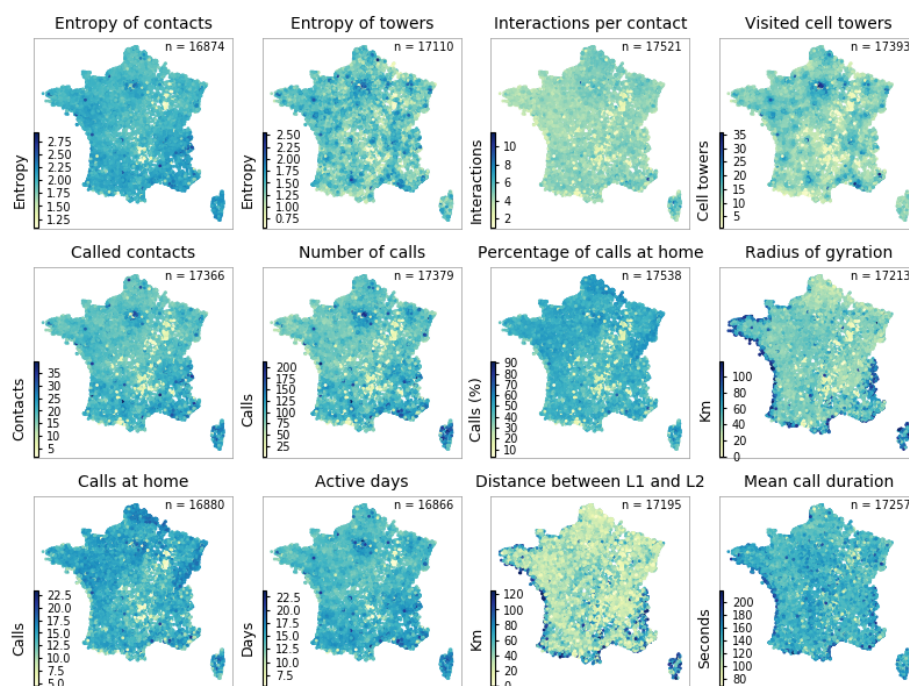 Entropy of contacts
n = 16874
Entropy
2.75
2.50
2.25
2.00
1.75
1.50
1.25
Entropy of towers
n = 17110
Entropy
2.50
2.25
2.00
1.75
1.50
1.25
1.00
0.75
Interactions per contact
n = 17521
Interactions
10
8
6
4
2
Visited cell towers
n = 17393
Cell towers
35
30
25
20
15
10
5
Called contacts
n = 17366
Contacts
35
30
25
20
15
10
5
Number of calls
n = 17379
Calls
200
175
150
125
100
75
50
25
Percentage of calls at home
n = 17538
Calls (%)
90
80
70
60
50
40
30
20
10
Radius of gyration
n = 17213
Km
100
80
60
40
20
0
Calls at home
n = 16880
Calls
22.5
20.0
17.5
15.0
12.5
10.0
7.5
5.0
Active days
n = 16866
Days
22.5
20.0
17.5
15.0
12.5
10.0
7.5
Distance between L1 and L2
n = 17195
Km
120
100
80
60
40
20
0
Mean call duration
n = 17257
Seconds
200
180
160
140
120
100
80